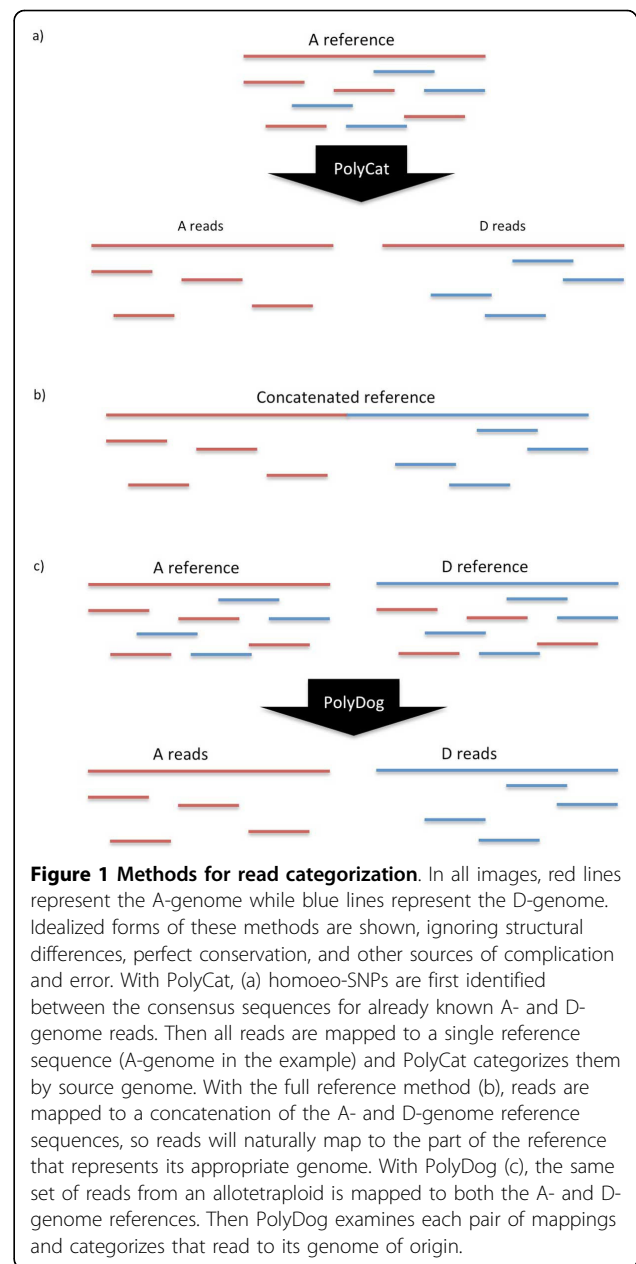 a)
A reference
PolyCat
A reads
D reads
b)
Concatenated reference
c)
A reference
D reference
PolyDog
A reads
D reads
Figure 1 Methods for read categorization. In all images, red lines
represent the A-genome while blue lines represent the D-genome.
Idealized forms of these methods are shown, ignoring structural
differences, perfect conservation, and other sources of complication
and error. With PolyCat, (a) homoeo-SNPs are first identified
between the consensus sequences for already known A- and D-
genome reads. Then all reads are mapped to a single reference
sequence (A-genome in the example) and PolyCat categorizes them
by source genome. With the full reference method (b), reads are
mapped to a concatenation of the A- and D-genome reference
sequences, so reads will naturally map to the part of the reference
that represents its appropriate genome. With PolyDog (c), the same
set of reads from an allotetraploid is mapped to both the A- and D-
genome references. Then PolyDog examines each pair of mappings
and categorizes that read to its genome of origin.